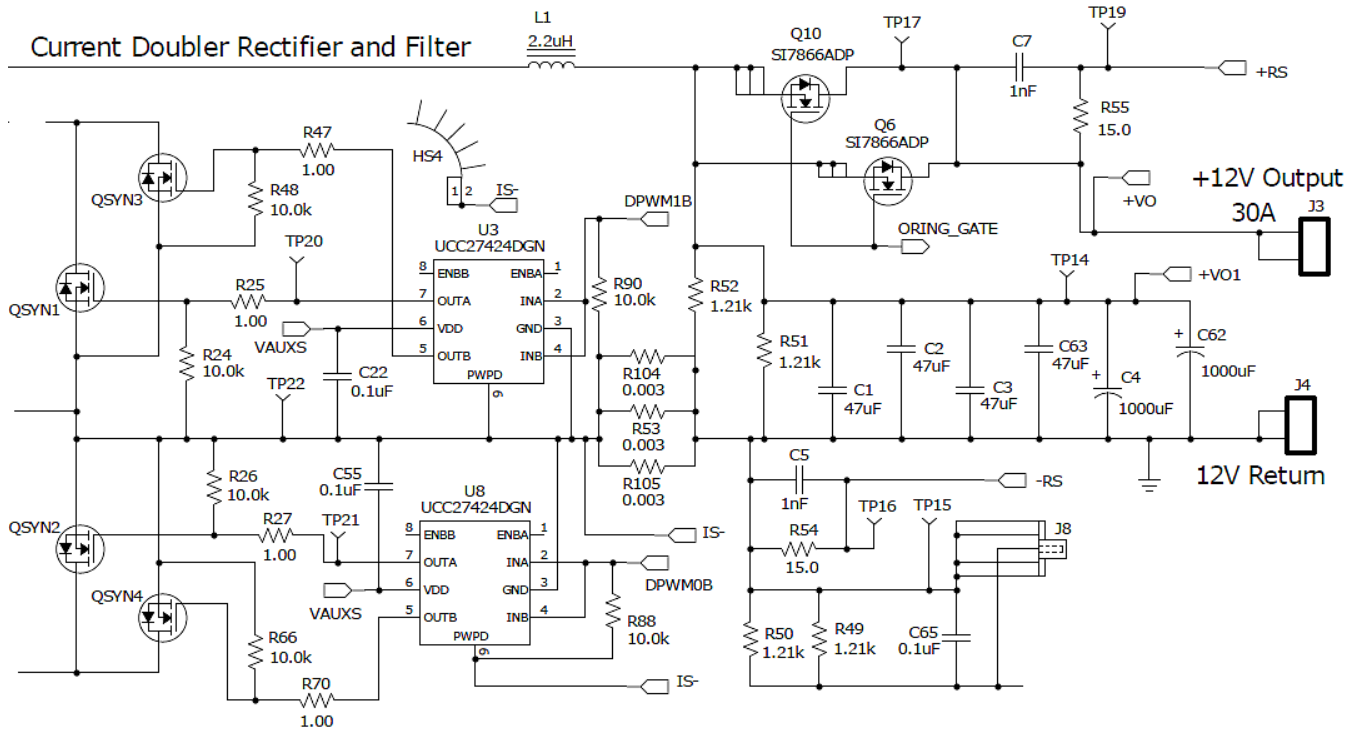 Current Doubler Rectifier and Filter
L1
2.2uH
Q10
SI7866ADP
TP17
C7
1nF
TP19
+RS
R55
15.0
Q6
SI7866ADP
ORING_GATE
+VO
+12V Output
30A
J3
QSYN3
R47
1.00
R48
10.0k
HS4
1 2
IS-
TP20
QSYN1
R25
1.00
R24
10.0k
VAUXS
TP22
C22
0.1uF
U3
UCC27424DGN
8 ENBB ENBA 1
7 OUTA INA 2
6 VDD GND 3
5 OUTB INB 4
PWPD
9
DPWM1B
R90
10.0k
R52
1.21k
R51
1.21k
R104
0.003
R53
0.003
R105
0.003
TP14
+VO1
C1
47uF
C2
47uF
C3
47uF
C63
47uF
C4
+
1000uF
C62
+
1000uF
J4
12V Return
R26
10.0k
C55
0.1uF
QSYN2
R27
1.00
TP21
VAUXS
QSYN4
R66
10.0k
R70
1.00
U8
UCC27424DGN
8 ENBB ENBA 1
7 OUTA INA 2
6 VDD GND 3
5 OUTB INB 4
PWPD
9
IS-
DPWM0B
R88
10.0k
IS-
C5
1nF
-RS
R54
15.0
TP16
TP15
J8
R50
1.21k
R49
1.21k
C65
0.1uF